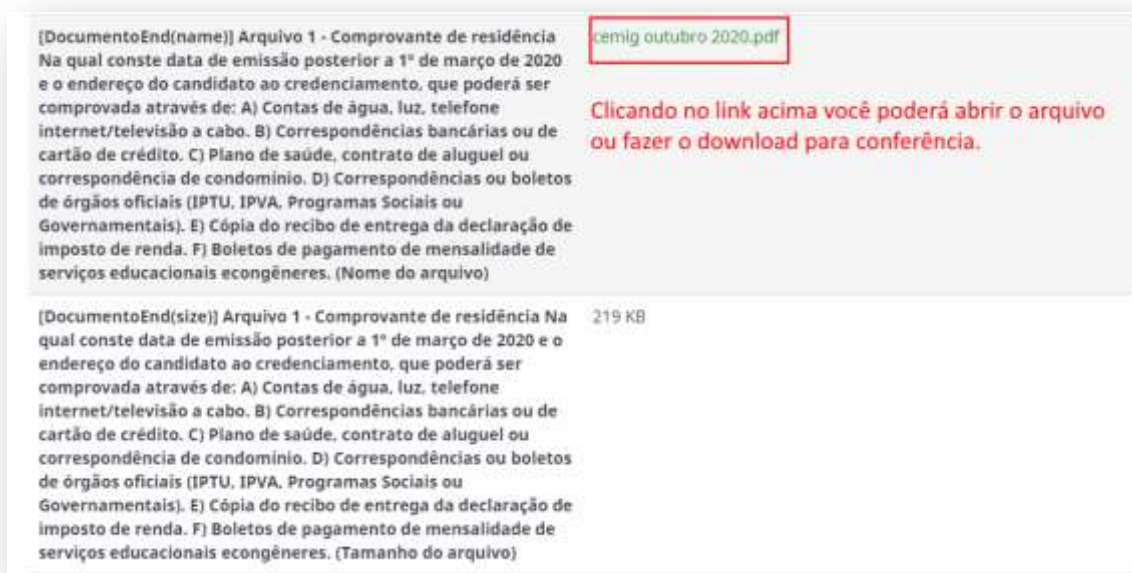 [DocumentoEnd(name)] Arquivo 1 - Comprovante de residência
Na qual conste data de emissão posterior a 1º de março de 2020
e o endereço do candidato ao credenciamento, que poderá ser
comprovada através de: A) Contas de água, luz, telefone
internet/televisão a cabo. B) Correspondências bancárias ou de
cartão de crédito. C) Plano de saúde, contrato de aluguel ou
correspondência de condomínio. D) Correspondências ou boletos
de órgãos oficiais (IPTU, IPVA, Programas Sociais ou
Governamentais). E) Cópia do recibo de entrega da declaração de
imposto de renda. F) Boletos de pagamento de mensalidade de
serviços educacionais econgêneres. (Nome do arquivo)
cemig outubro 2020.pdf
Clicando no link acima você poderá abrir o arquivo
ou fazer o download para conferência.
[DocumentoEnd(size)] Arquivo 1 - Comprovante de residência Na
qual conste data de emissão posterior a 1º de março de 2020 e o
endereço do candidato ao credenciamento, que poderá ser
comprovada através de: A) Contas de água, luz, telefone
internet/televisão a cabo. B) Correspondências bancárias ou de
cartão de crédito. C) Plano de saúde, contrato de aluguel ou
correspondência de condomínio. D) Correspondências ou boletos
de órgãos oficiais (IPTU, IPVA, Programas Sociais ou
Governamentais). E) Cópia do recibo de entrega da declaração de
imposto de renda. F) Boletos de pagamento de mensalidade de
serviços educacionais econgêneres. (Tamanho do arquivo)
219 KB